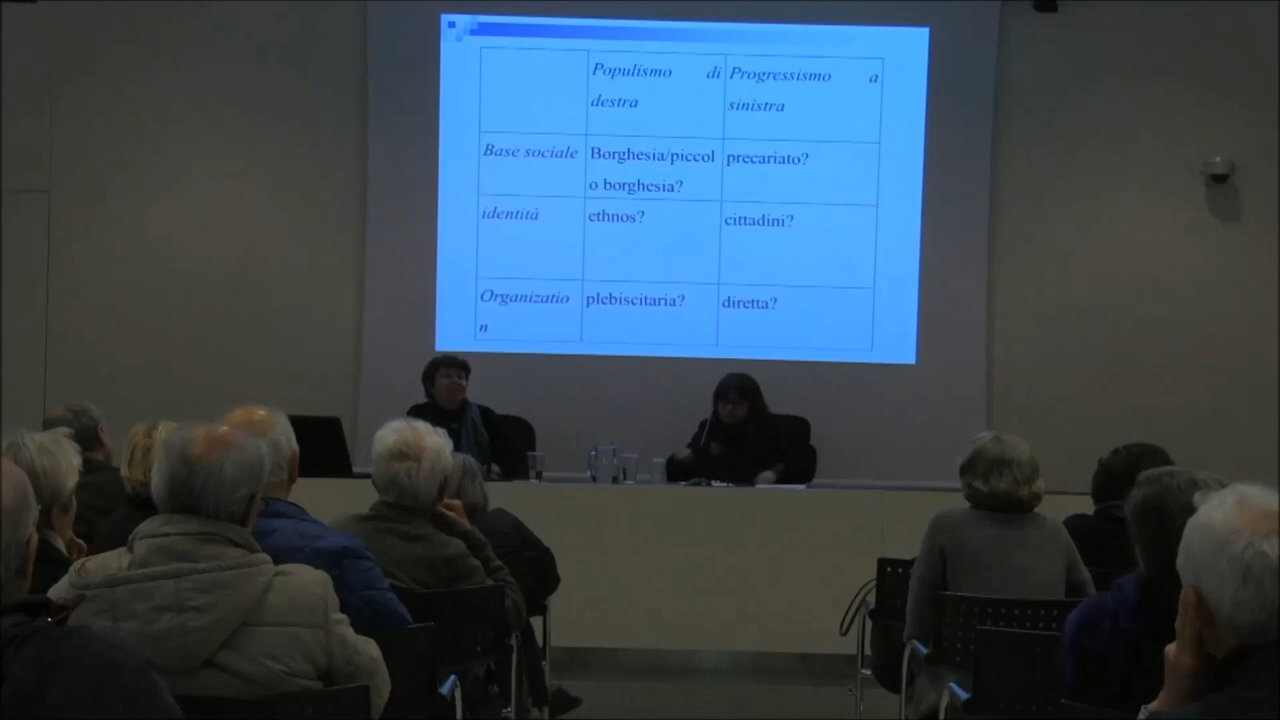 Populismo di Progressismo a
destra sinistra
Base sociale Borghesia/piccol precariato?
o borghesia?
identità ethnos? cittadini?
Organizatio plebiscitaria? diretta?
n